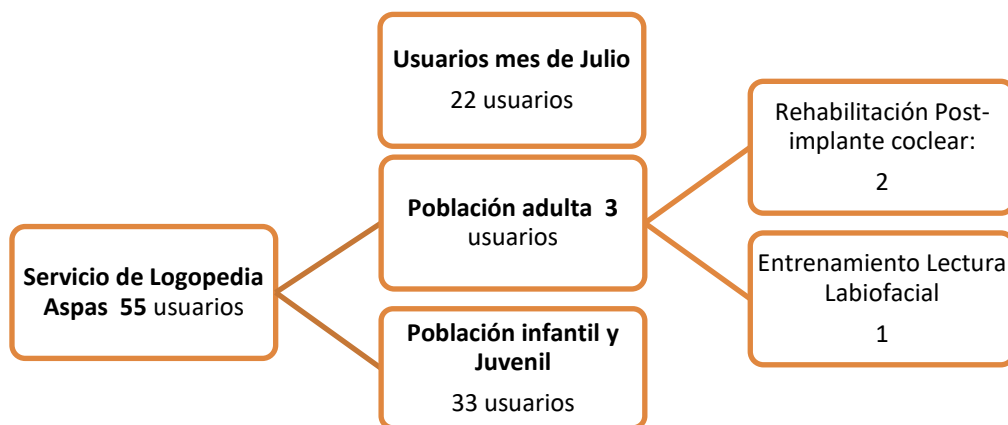 Usuarios mes de Julio
22 usuarios
Rehabilitación Post-
implante coclear:
2
Población adulta 3
usuarios
Servicio de Logopedia
Aspas 55 usuarios
Entrenamiento Lectura
Labiofacial
1
Población infantil y
Juvenil
33 usuarios